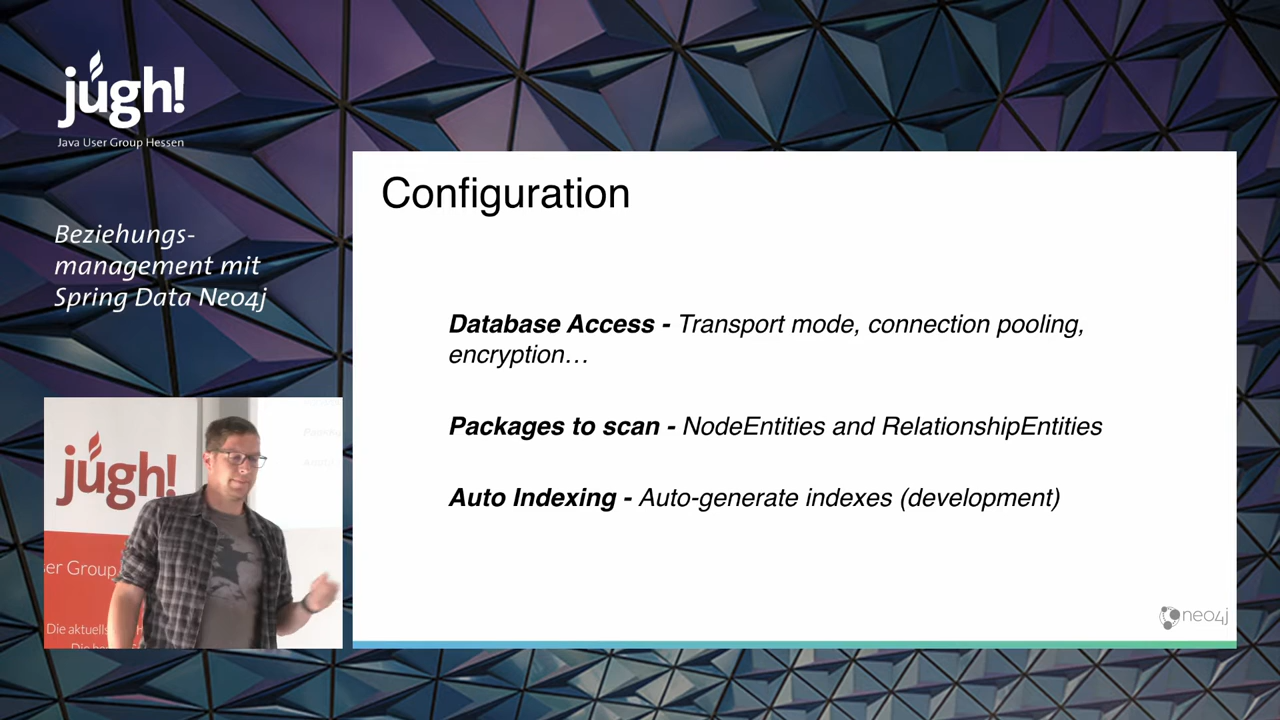 jugh!
Java User Group Hessen
Beziehungs-
management mit
Spring Data Neo4j
Configuration
Database Access - Transport mode, connection pooling,
encryption…
Packages to scan - NodeEntities and RelationshipEntities
Auto Indexing - Auto-generate indexes (development)
neo4j
jugh!
ser Group
Die aktuells